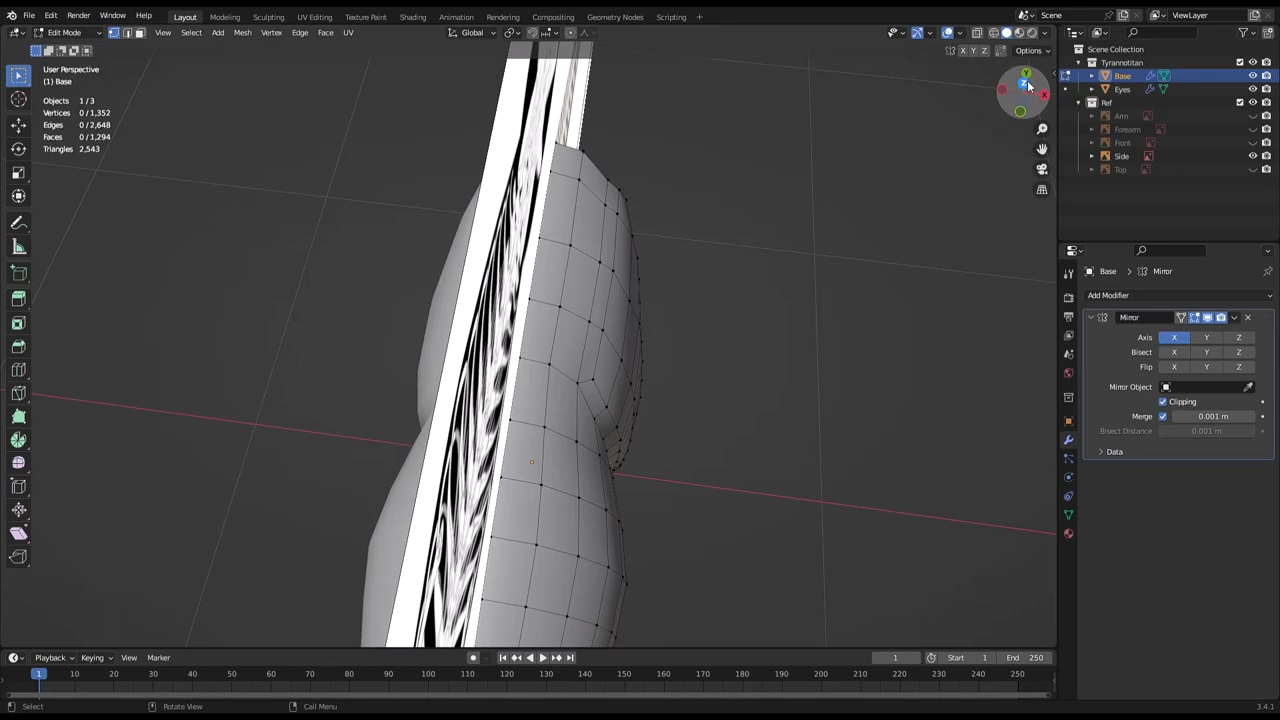 File Edit Render Window Help Layout Modeling Sculpting UV Editing Texture Paint Shading Animation Rendering Compositing Geometry Nodes Scripting + Scene ViewLayer
Edit Mode View Select Add Mesh Vertex Edge Face UV Global
X Y Z Options
User Perspective
(1) Base
Objects 1/3
Vertices 0/1,352
Edges 0/2,648
Faces 0/1,294
Triangles 2,543
Y
Z
X
Scene Collection
Tyrannotitan
Base
Eyes
Ref
Arm
Forearm
Front
Side
Top
Base > Mirror
Add Modifier
Mirror
Axis X Y Z
Bisect X Y Z
Flip X Y Z
Mirror Object
Clipping
Merge 0.001 m
Bisect Distance 0.001 m
Data
Playback Keying View Marker 1 Start 1 End 250
1 10 20 30 40 50 60 70 80 90 100 110 120 130 140 150 160 170 180 190 200 210 220 230 240 250
Select Rotate View Call Menu 3.4.1